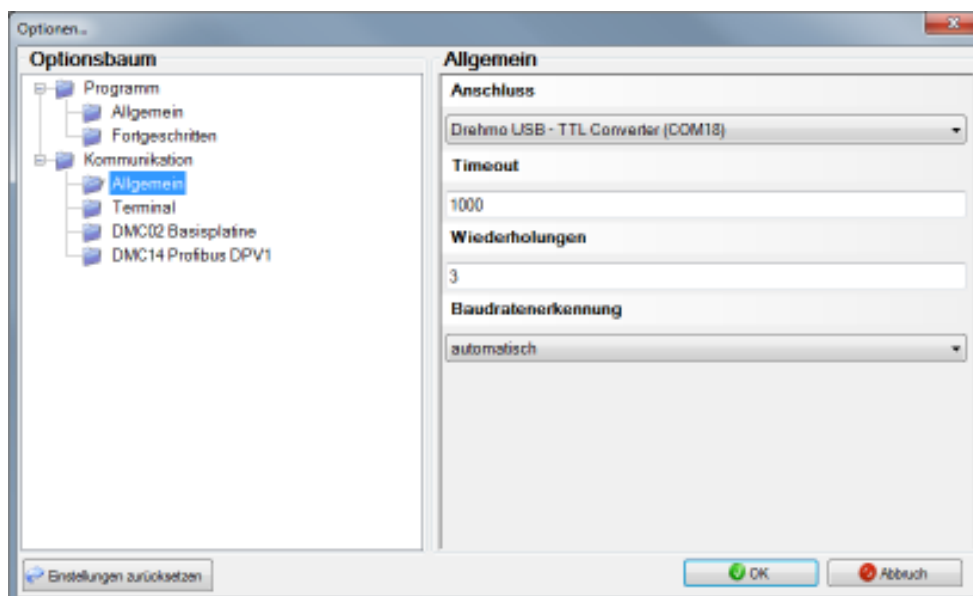 Optionen...
Optionsbaum
Programm
Allgemein
Fortgeschritten
Kommunikation
Allgemein
Terminal
DMC02 Basisplatine
DMC14 Profibus DPV1
Allgemein
Anschluss
Drehmo USB - TTL Converter (COM18)
Timeout
1000
Wiederholungen
3
Baudratenerkennung
automatisch
Einstellungen zurücksetzen
OK
Abbruch